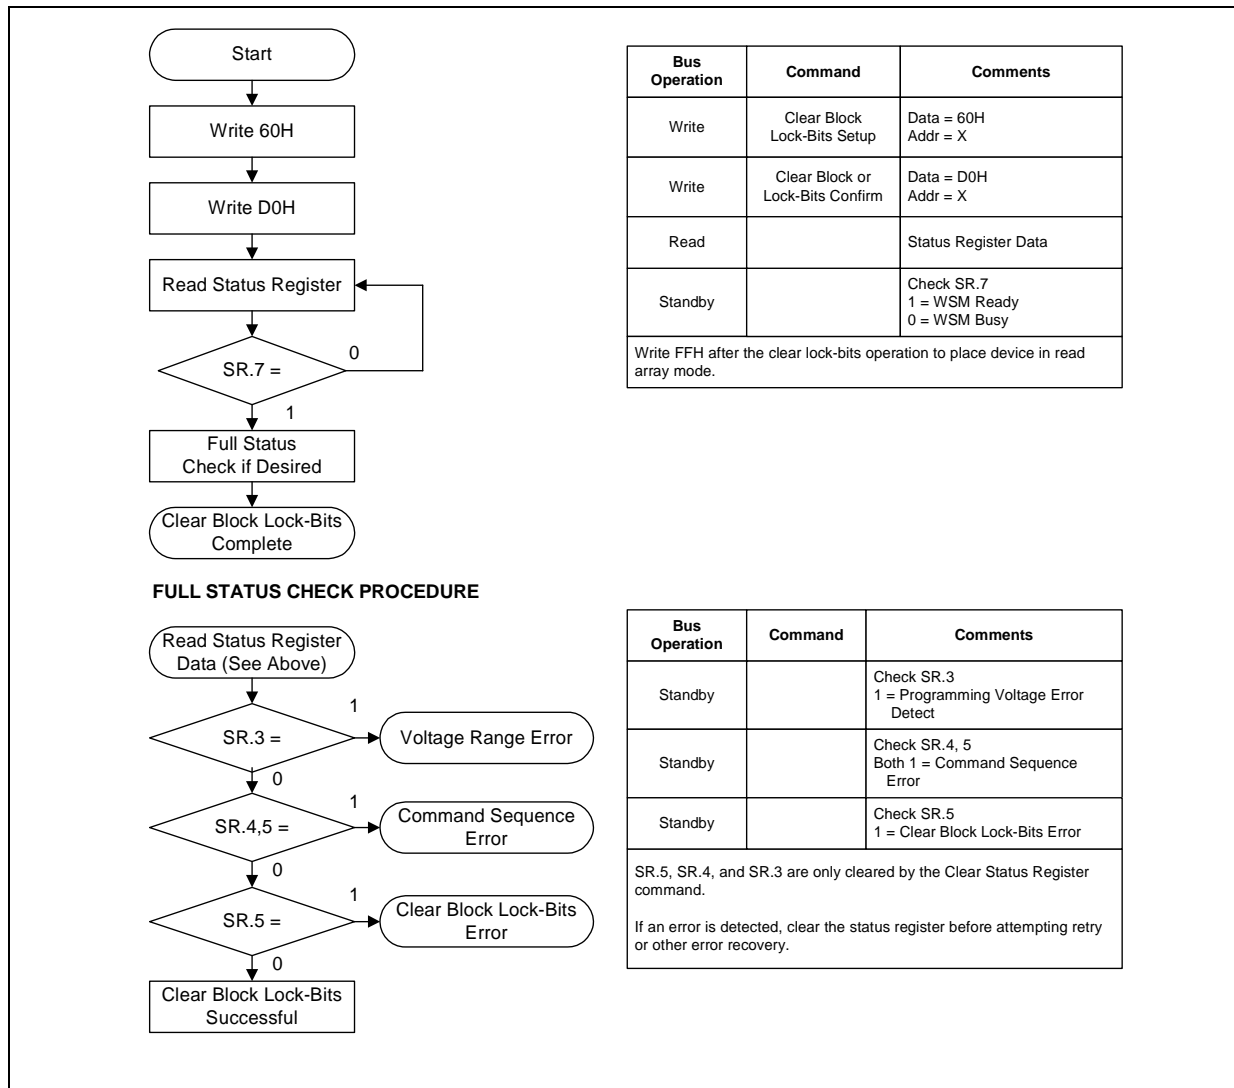 Start
Write 60H
Write D0H
Read Status Register
0
SR.7 =
1
Full Status
Check if Desired
Clear Block Lock-Bits
Complete
Bus
Operation
Command
Comments
Write
Clear Block
Lock-Bits Setup
Data = 60H
Addr = X
Write
Clear Block or
Lock-Bits Confirm
Data = D0H
Addr = X
Read
Status Register Data
Standby
Check SR.7
1 = WSM Ready
0 = WSM Busy
Write FFH after the clear lock-bits operation to place device in read
array mode.
FULL STATUS CHECK PROCEDURE
Read Status Register
Data (See Above)
1
SR.3 =
Voltage Range Error
0
1
SR.4,5 =
Command Sequence
Error
0
1
SR.5 =
Clear Block Lock-Bits
Error
0
Clear Block Lock-Bits
Successful
Bus
Operation
Command
Comments
Standby
Check SR.3
1 = Programming Voltage Error
Detect
Standby
Check SR.4, 5
Both 1 = Command Sequence
Error
Standby
Check SR.5
1 = Clear Block Lock-Bits Error
SR.5, SR.4, and SR.3 are only cleared by the Clear Status Register
command.
If an error is detected, clear the status register before attempting retry
or other error recovery.